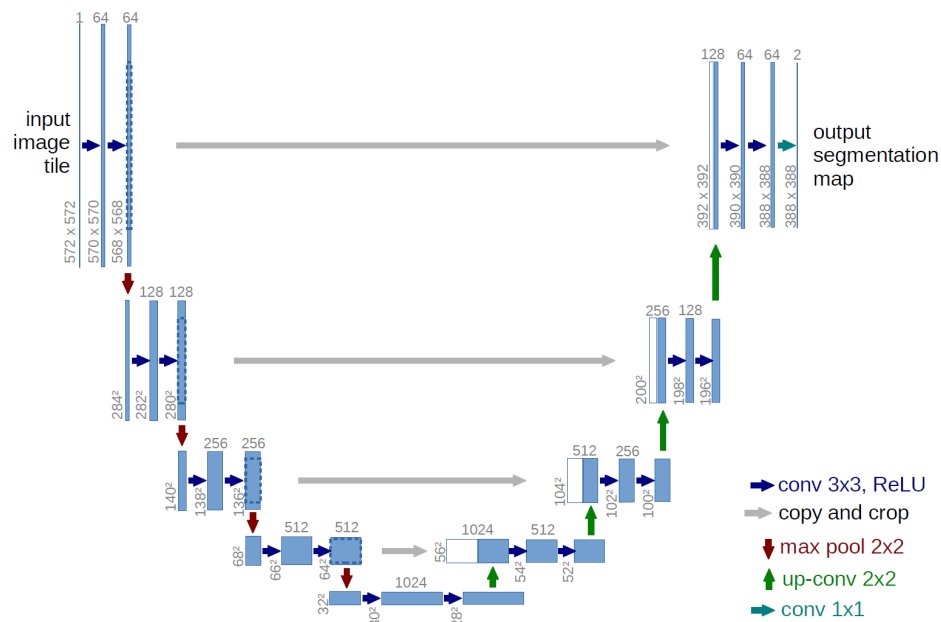 1 64 64
input
image
tile
572 x 572
570 x 570
568 x 568
128 64 64 2
392 x 392
390 x 390
388 x 388
388 x 388
output
segmentation
map
128 128
284²
282²
280²
256 128
200²
198²
196²
256 256
140²
138²
136²
512 256
104²
102²
100²
512 512
68²
66²
64²
1024 512
56²
54²
52²
1024
32²
30²
28²
conv 3x3, ReLU
copy and crop
max pool 2x2
up-conv 2x2
conv 1x1